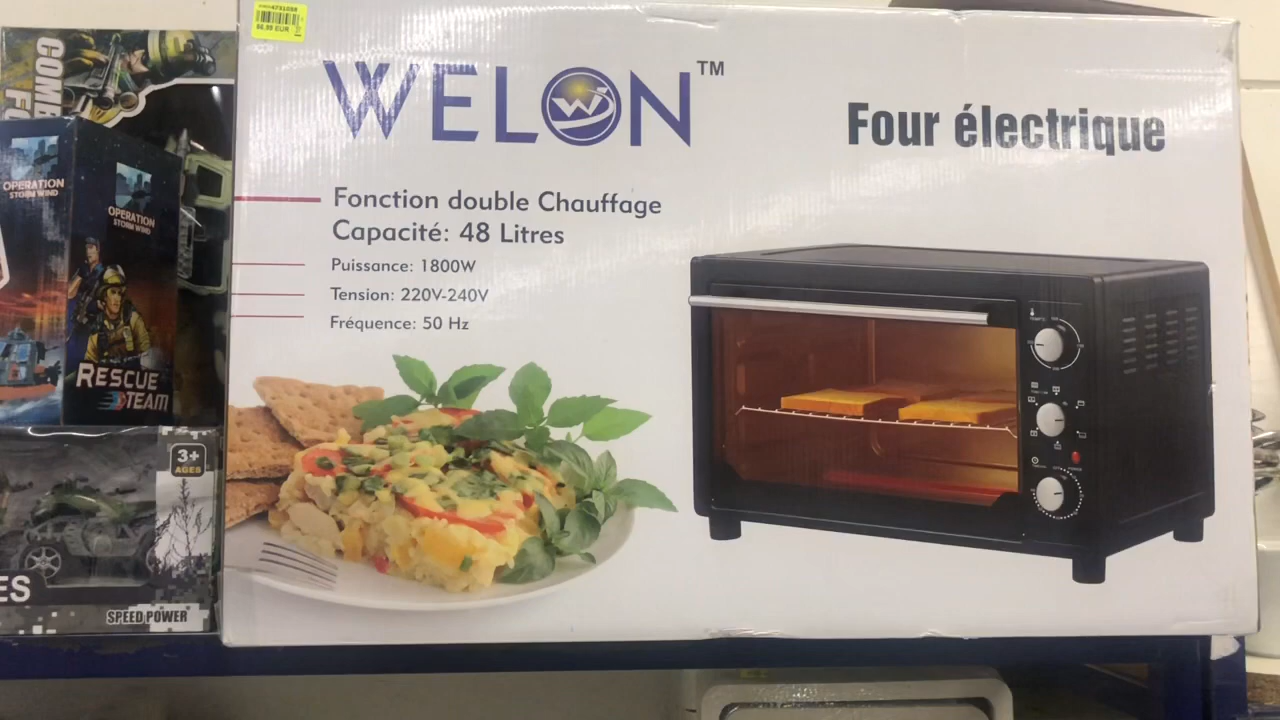 WELON™
Four électrique
Fonction double Chauffage
Capacité: 48 Litres
Puissance: 1800W
Tension: 220V-240V
Fréquence: 50 Hz
OPERATION
STORM WIND
OPERATION
STORM WIND
RESCUE
TEAM
3+
AGES
ES
SPEED POWER